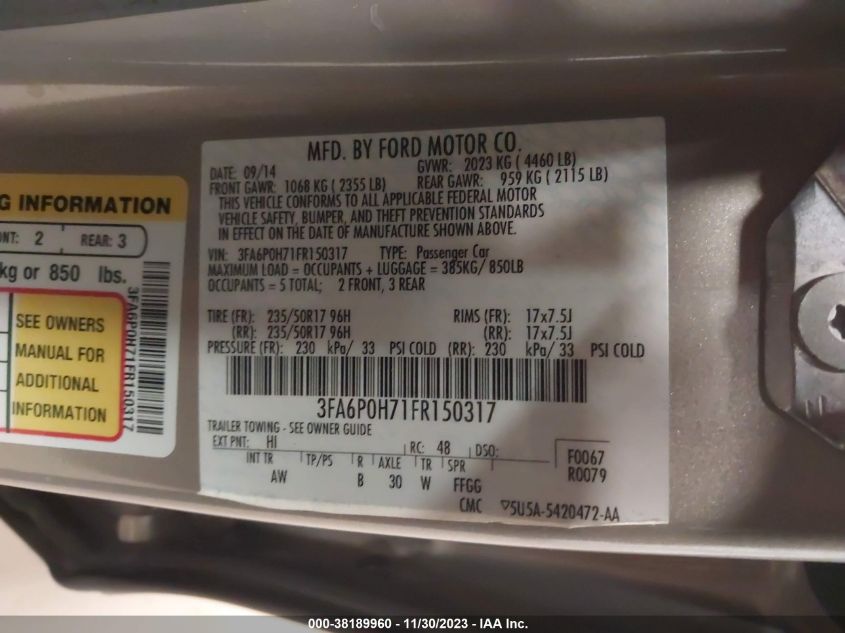 G INFORMATION
NT: 2 REAR: 3
kg or 850 lbs.
SEE OWNERS
MANUAL FOR
ADDITIONAL
INFORMATION
3FA6P0H71FR150317
MFD. BY FORD MOTOR CO.
DATE: 09/14 GVWR: 2023 KG ( 4460 LB)
FRONT GAWR: 1068 KG ( 2355 LB) REAR GAWR: 959 KG ( 2115 LB)
THIS VEHICLE CONFORMS TO ALL APPLICABLE FEDERAL MOTOR
VEHICLE SAFETY, BUMPER, AND THEFT PREVENTION STANDARDS
IN EFFECT ON THE DATE OF MANUFACTURE SHOWN ABOVE.
VIN: 3FA6P0H71FR150317 TYPE: Passenger Car
MAXIMUM LOAD = OCCUPANTS + LUGGAGE = 385KG/ 850LB
OCCUPANTS = 5 TOTAL; 2 FRONT, 3 REAR
TIRE (FR): 235/50R17 96H RIMS (FR): 17x7.5J
(RR): 235/50R17 96H (RR): 17x7.5J
PRESSURE (FR): 230 kPa/ 33 PSI COLD (RR): 230 kPa/ 33 PSI COLD
3FA6P0H71FR150317
TRAILER TOWING - SEE OWNER GUIDE
EXT PNT: HI RC: 48 DSO: F0067
INT TR TP/PS R AXLE TR SPR R0079
AW B 30 W FFGG
CMC 5U5A-5420472-AA
000-38189960 - 11/30/2023 - IAA Inc.